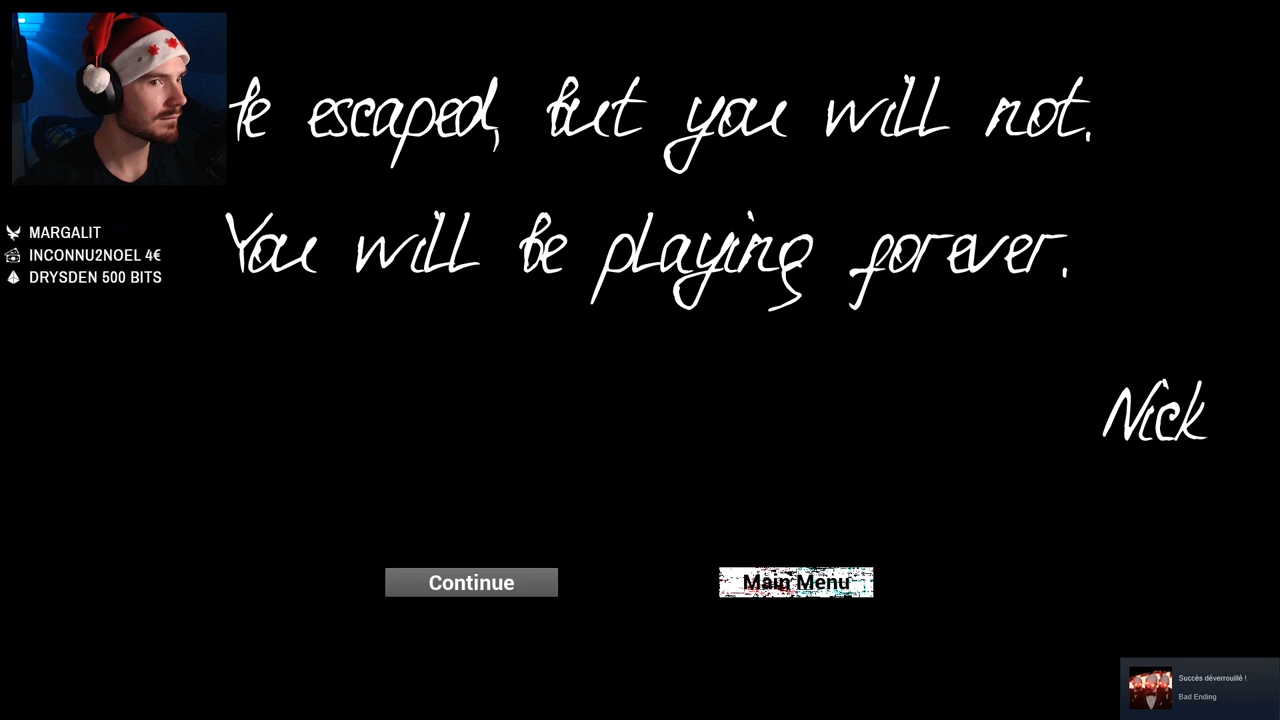 He escaped, but you will not.
You will be playing forever.
Nick
MARGALIT
INCONNU2NOEL 4€
DRYSDEN 500 BITS
Continue
Main Menu
Succès déverrouillé !
Bad Ending